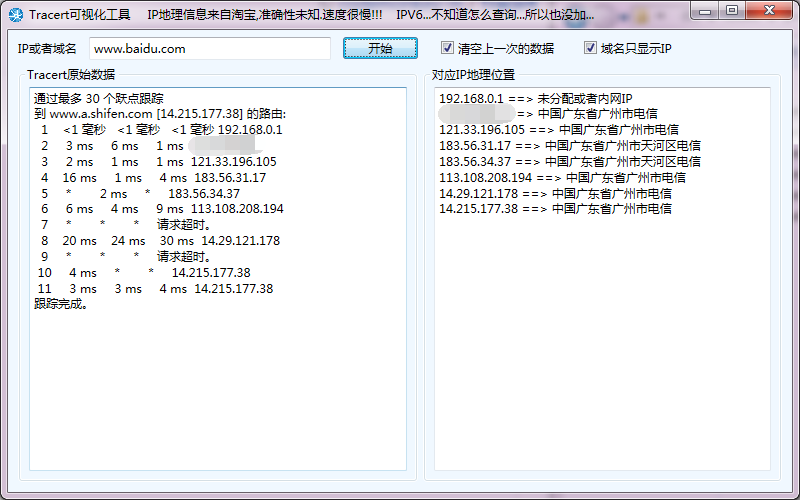 Tracert可视化工具 IP地理信息来自淘宝,准确性未知.速度很慢!!! IPV6...不知道怎么查询...所以也没加...
IP或者域名 www.baidu.com 开始 清空上一次的数据 域名只显示IP
Tracert原始数据
通过最多 30 个跃点跟踪
到 www.a.shifen.com [14.215.177.38] 的路由:
1 <1 毫秒 <1 毫秒 <1 毫秒 192.168.0.1
2 3 ms 6 ms 1 ms
3 2 ms 1 ms 1 ms 121.33.196.105
4 16 ms 1 ms 4 ms 183.56.31.17
5 * 2 ms * 183.56.34.37
6 6 ms 4 ms 9 ms 113.108.208.194
7 * * * 请求超时。
8 20 ms 24 ms 30 ms 14.29.121.178
9 * * * 请求超时。
10 4 ms * * 14.215.177.38
11 3 ms 3 ms 4 ms 14.215.177.38
跟踪完成。
对应IP地理位置
192.168.0.1 ==> 未分配或者内网IP
=> 中国广东省广州市电信
121.33.196.105 ==> 中国广东省广州市电信
183.56.31.17 ==> 中国广东省广州市天河区电信
183.56.34.37 ==> 中国广东省广州市天河区电信
113.108.208.194 ==> 中国广东省广州市电信
14.29.121.178 ==> 中国广东省广州市电信
14.215.177.38 ==> 中国广东省广州市电信